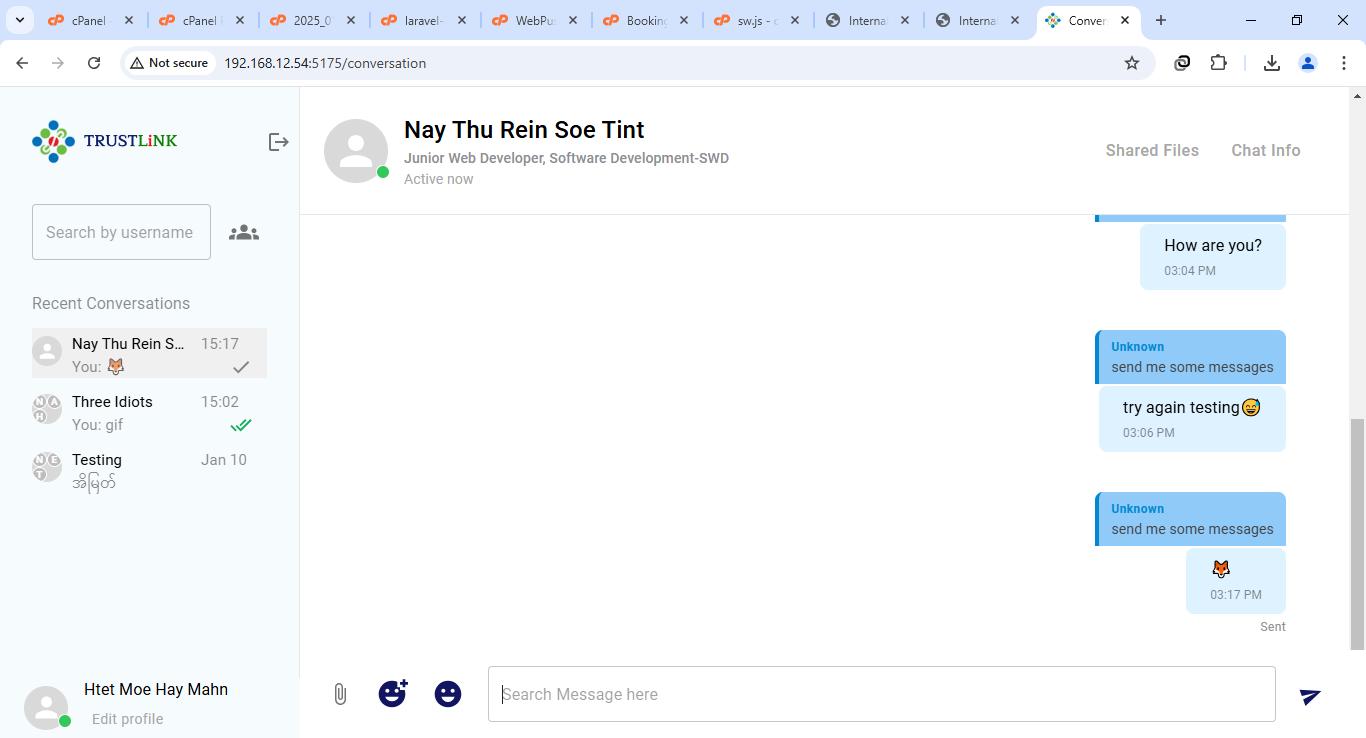 cPanel
cPanel
2025_0
laravel-
WebPu
Booking
sw.js - c
Internal
Interna
Conver
Not secure
192.168.12.54:5175/conversation
TRUSTLiNK
Search by username
Recent Conversations
Nay Thu Rein S... 15:17
You: 🦊
Three Idiots 15:02
You: gif
Testing Jan 10
အိမြတ်
Htet Moe Hay Mahn
Edit profile
Nay Thu Rein Soe Tint
Junior Web Developer, Software Development-SWD
Active now
Shared Files
Chat Info
How are you?
03:04 PM
Unknown
send me some messages
try again testing😅
03:06 PM
Unknown
send me some messages
🦊
03:17 PM
Sent
Search Message here